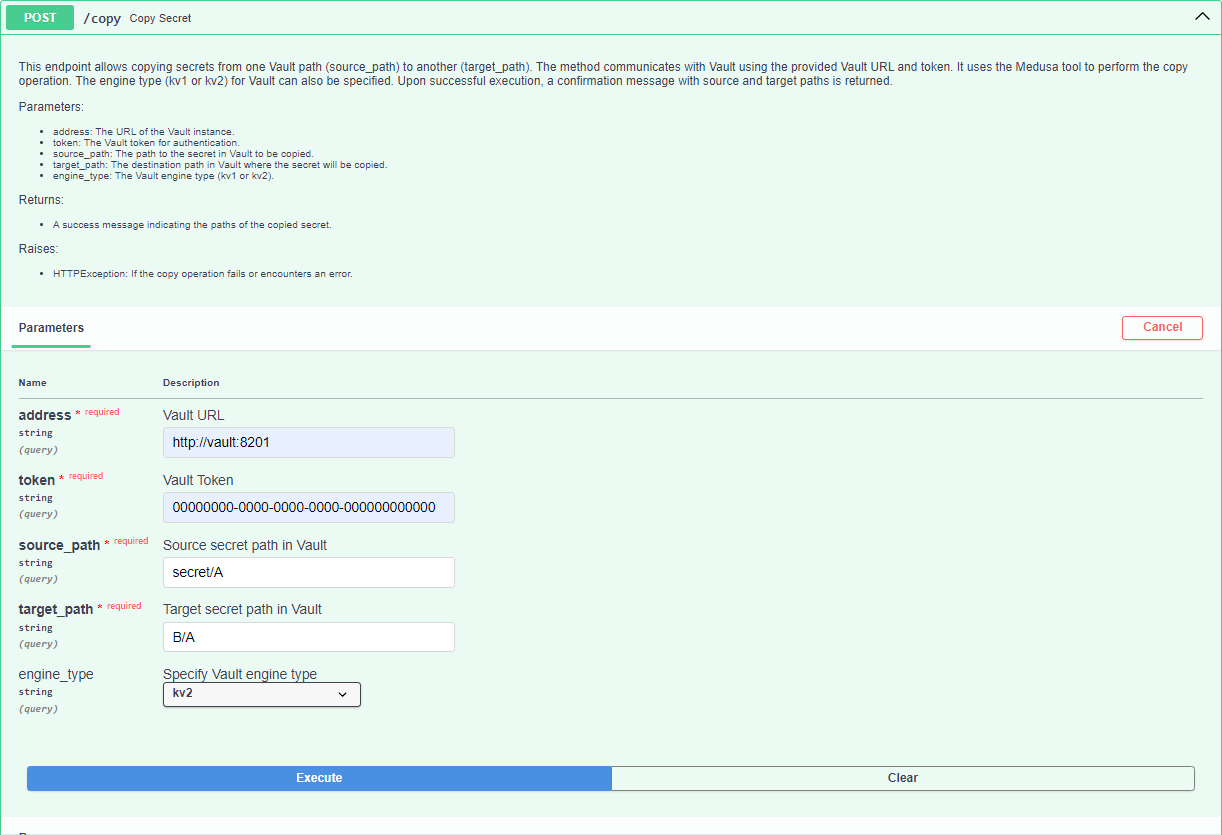 POST /copy Copy Secret
This endpoint allows copying secrets from one Vault path (source_path) to another (target_path). The method communicates with Vault using the provided Vault URL and token. It uses the Medusa tool to perform the copy
operation. The engine type (kv1 or kv2) for Vault can also be specified. Upon successful execution, a confirmation message with source and target paths is returned.
Parameters:
• address: The URL of the Vault instance.
• token: The Vault token for authentication.
• source_path: The path to the secret in Vault to be copied.
• target_path: The destination path in Vault where the secret will be copied.
• engine_type: The Vault engine type (kv1 or kv2).
Returns:
• A success message indicating the paths of the copied secret.
Raises:
• HTTPException: If the copy operation fails or encounters an error.
Parameters Cancel
Name Description
address * required Vault URL
string
http://vault:8201
(query)
token * required Vault Token
string
00000000-0000-0000-0000-000000000000
(query)
source_path * required Source secret path in Vault
string
secret/A
(query)
target_path * required Target secret path in Vault
string
B/A
(query)
engine_type Specify Vault engine type
string kv2
(query)
Execute Clear